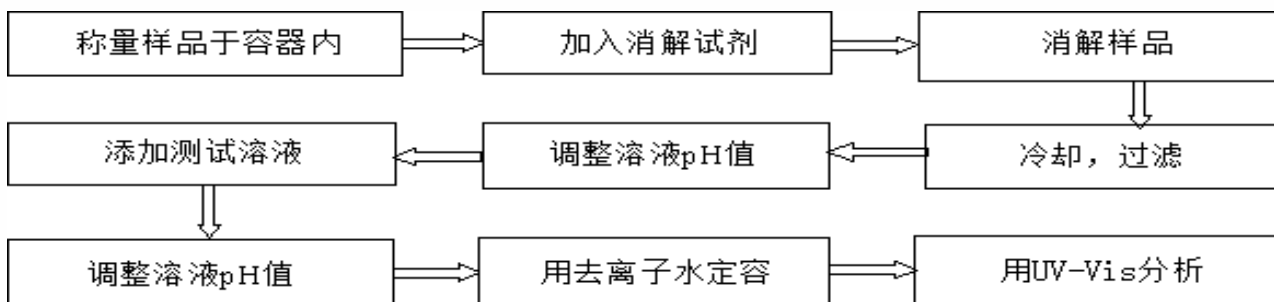 称量样品于容器内
加入消解试剂
消解样品
冷却，过滤
调整溶液pH值
添加测试溶液
调整溶液pH值
用去离子水定容
用UV-Vis分析